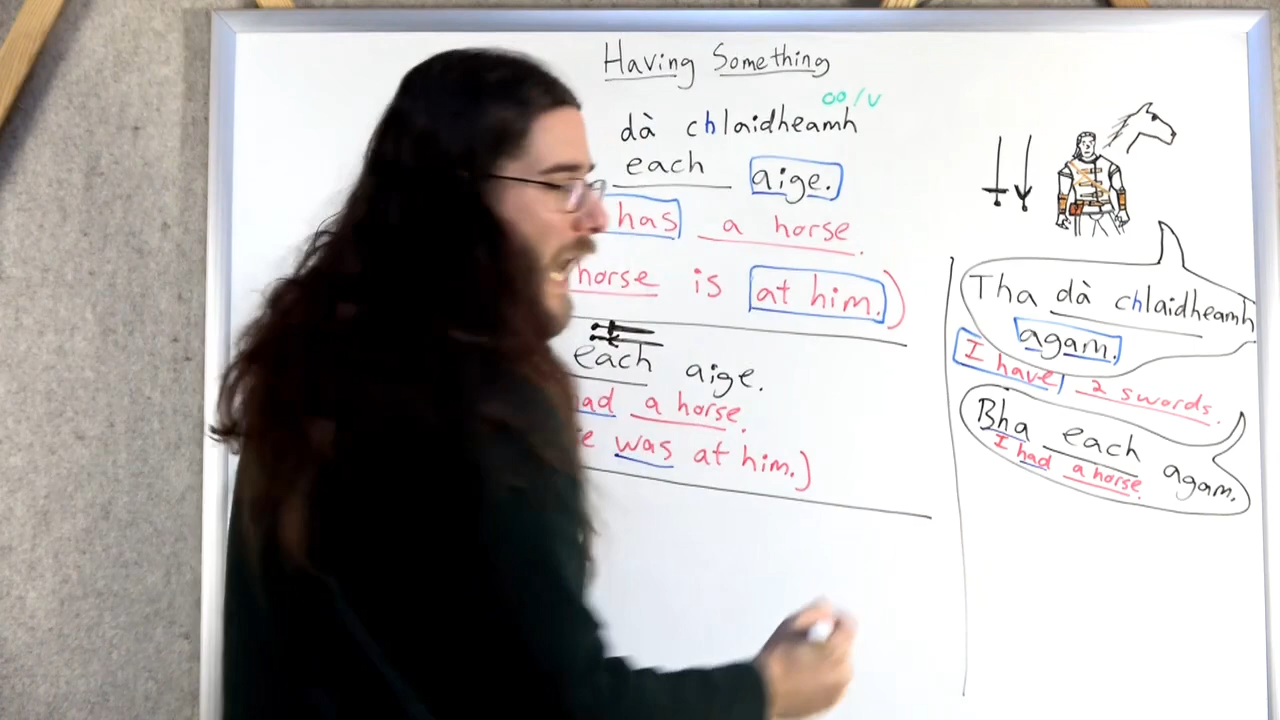 Having Something
oo/v
dà chlaidheamh
each aige.
has a horse.
horse is at him.)
each aige.
a horse.
was at him.)
Tha dà chlaidheamh
agam.
I have 2 swords.
Bha each agam.
I had a horse.